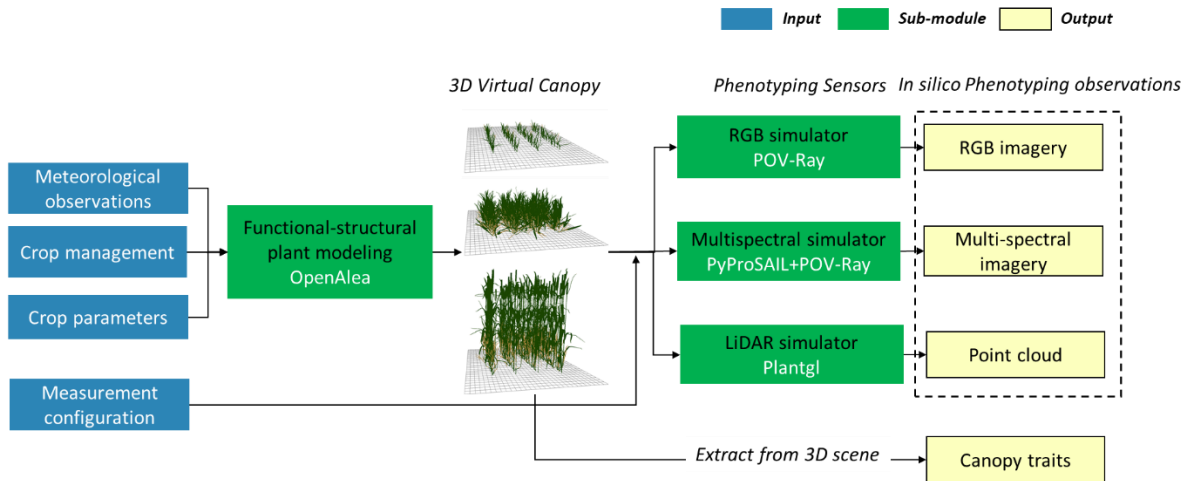 Input
Sub-module
Output
3D Virtual Canopy
Phenotyping Sensors
In silico Phenotyping observations
Meteorological
observations
Crop management
Crop parameters
Measurement
configuration
Functional-structural
plant modeling
OpenAlea
RGB simulator
POV-Ray
Multispectral simulator
PyProSAIL+POV-Ray
LiDAR simulator
Plantgl
RGB imagery
Multi-spectral
imagery
Point cloud
Extract from 3D scene
Canopy traits